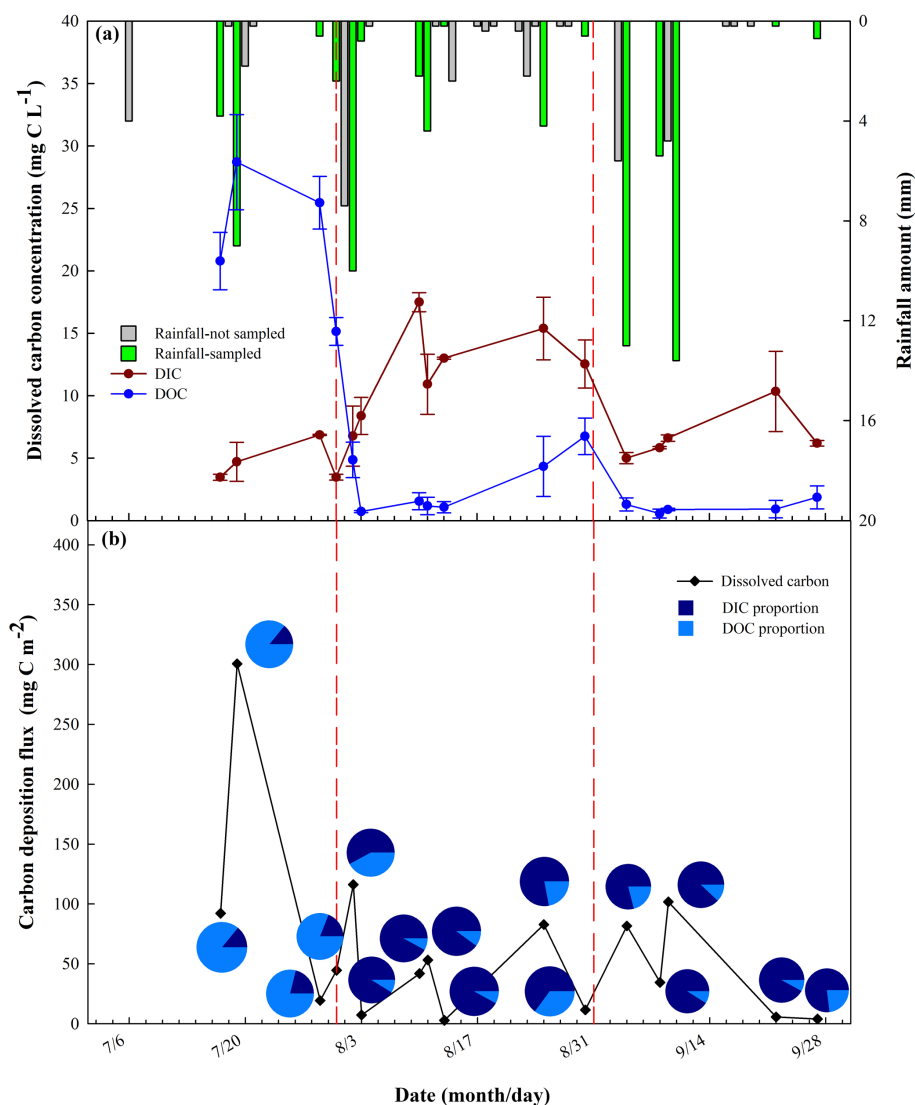 (a)
Dissolved carbon concentration (mg C L-1)
40
35
30
25
20
15
10
5
0
Rainfall-not sampled
Rainfall-sampled
DIC
DOC
0
4
8
12
16
20
Rainfall amount (mm)
(b)
Carbon deposition flux (mg C m-2)
400
350
300
250
200
150
100
50
0
Dissolved carbon
DIC proportion
DOC proportion
7/6
7/20
8/3
8/17
8/31
9/14
9/28
Date (month/day)